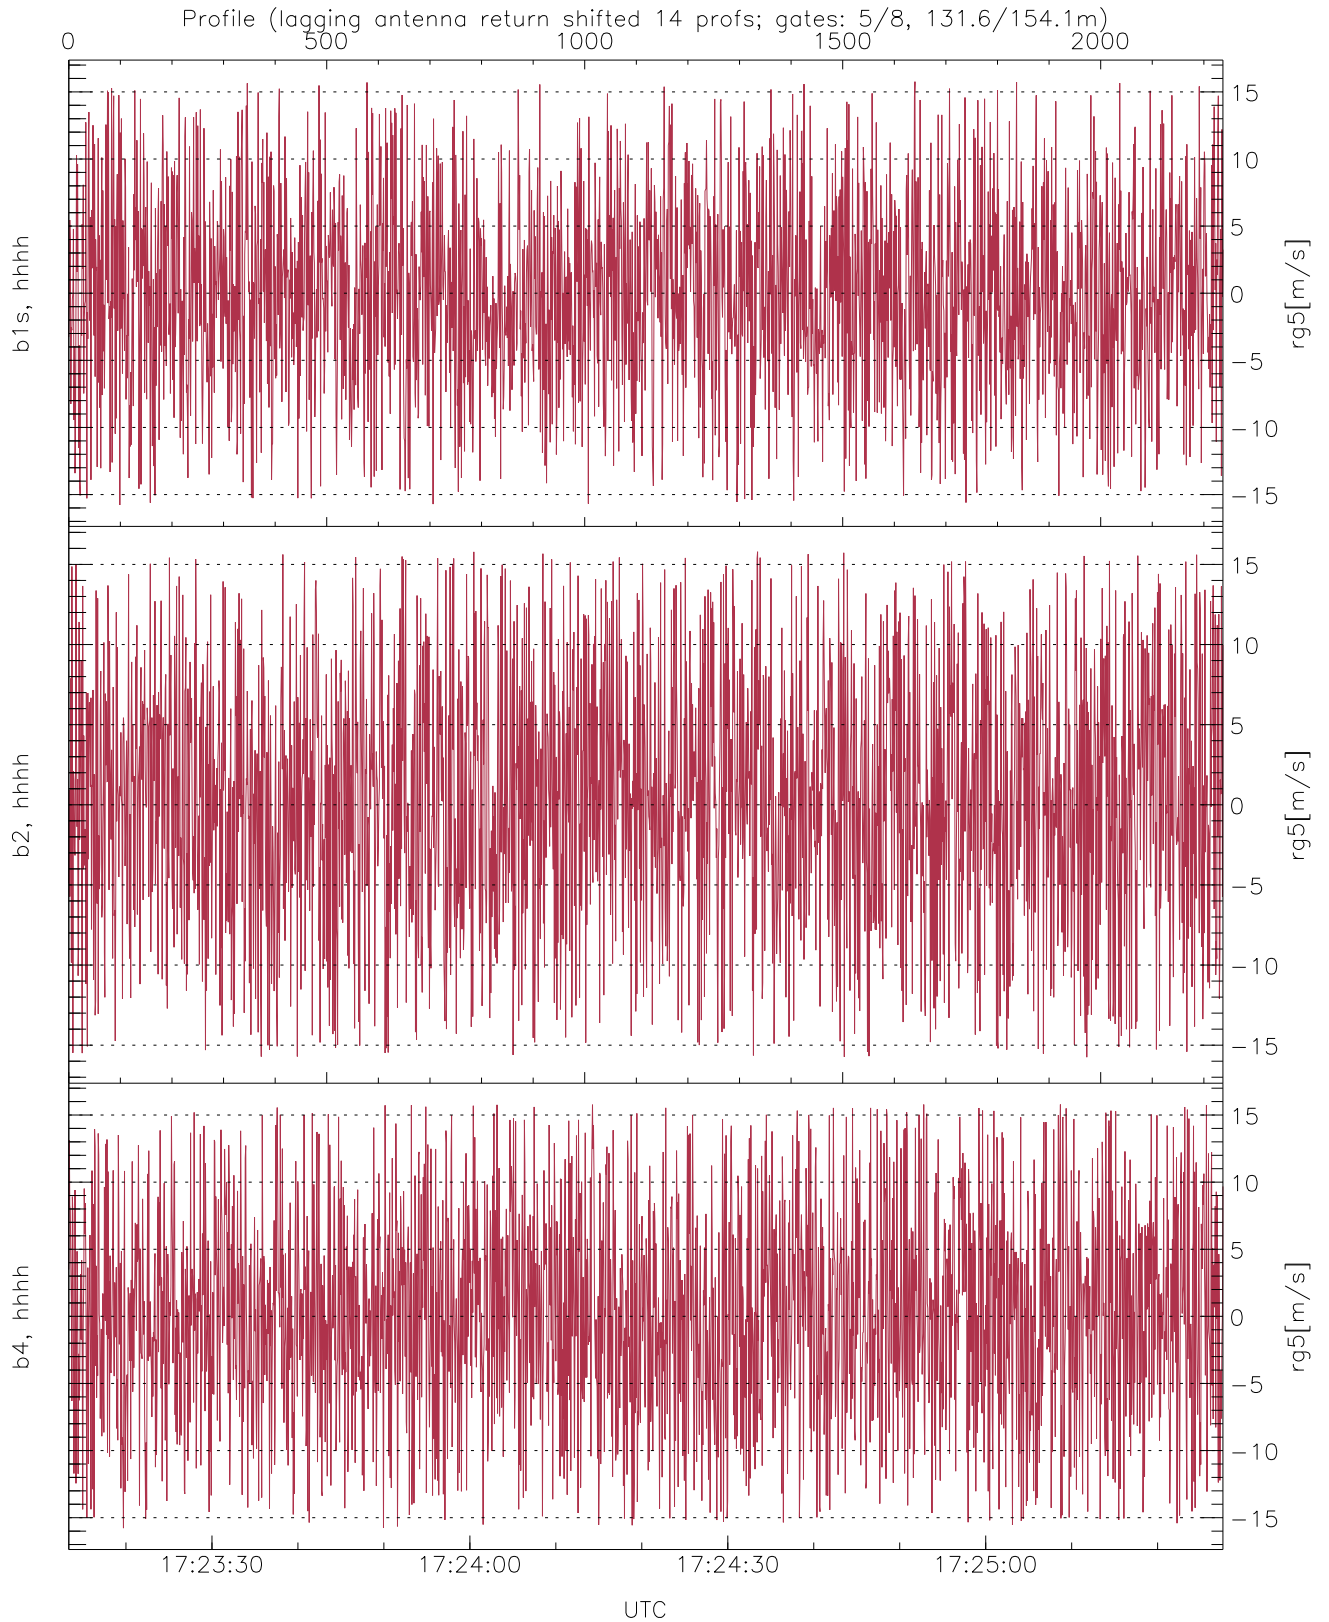 Profile (lagging antenna return shifted 14 profs; gates: 5/8, 131.6/154.1m)
0 500 1000 1500 2000
15
10
5
0
−5
−10
−15
b1s, hhhh
rg5[m/s]
15
10
5
0
−5
−10
−15
b2, hhhh
rg5[m/s]
15
10
5
0
−5
−10
−15
b4, hhhh
rg5[m/s]
17:23:30 17:24:00 17:24:30 17:25:00
UTC